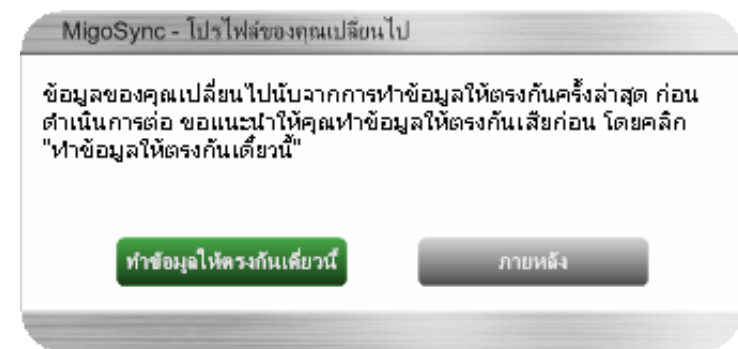 MigoSync - โปรไฟล์ของคุณเปลี่ยนไป
ข้อมูลของคุณเปลี่ยนไปนับจากการทำข้อมูลให้ตรงกันครั้งล่าสุด ก่อน
ดำเนินการต่อ ขอแนะนำให้คุณทำข้อมูลให้ตรงกันเสียก่อน โดยคลิก
"ทำข้อมูลให้ตรงกันเดี๋ยวนี้"
ทำข้อมูลให้ตรงกันเดี๋ยวนี้ ภายหลัง